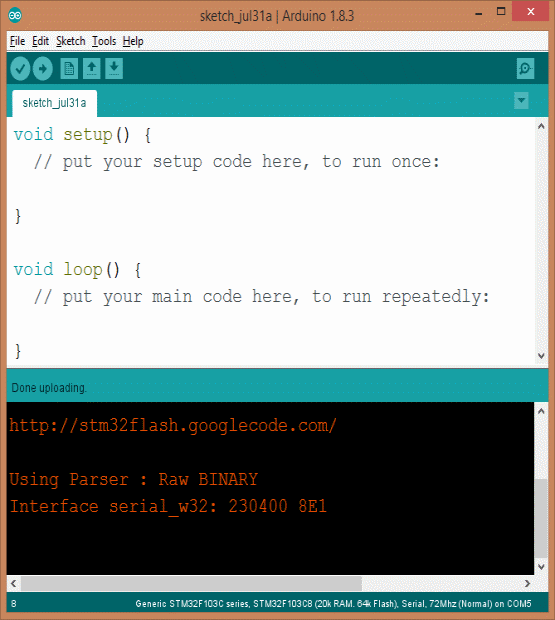 sketch_jul31a | Arduino 1.8.3
File Edit Sketch Tools Help
sketch_jul31a
void setup() {
// put your setup code here, to run once:
}
void loop() {
// put your main code here, to run repeatedly:
}
Done uploading.
http://stm32flash.googlecode.com/
Using Parser : Raw BINARY
Interface serial_w32: 230400 8E1
8 Generic STM32F103C series, STM32F103C8 (20k RAM. 64k Flash), Serial, 72Mhz (Normal) on COM5